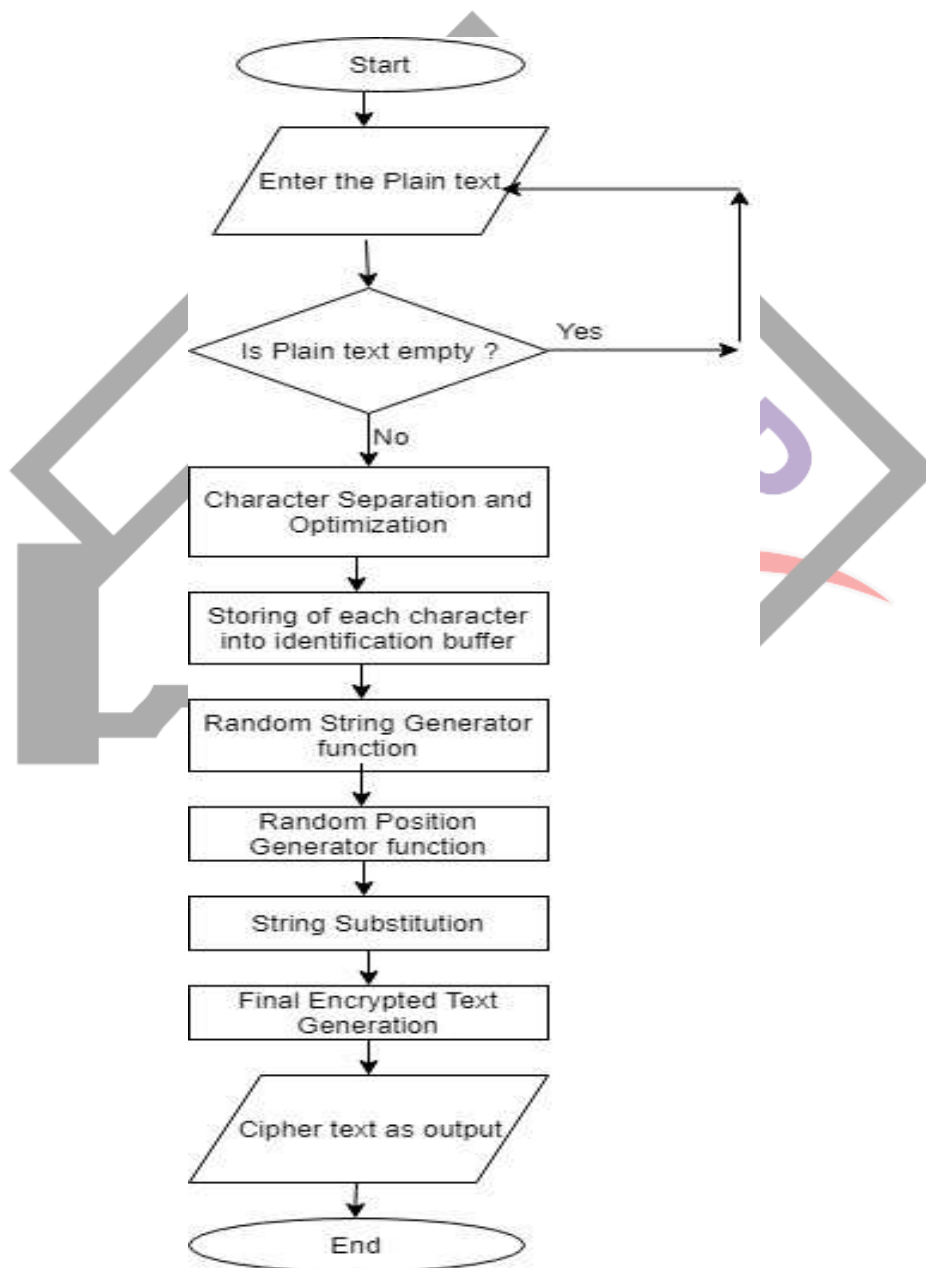 Start
Enter the Plain text
Is Plain text empty ?
Yes
No
Character Separation and
Optimization
Storing of each character
into identification buffer
Random String Generator
function
Random Position
Generator function
String Substitution
Final Encrypted Text
Generation
Cipher text as output
End